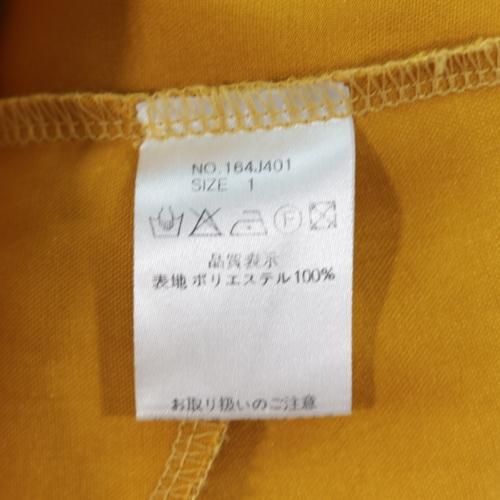 NO.164J401
SIZE 1
F
品質表示
表地 ポリエステル100%
お取り扱いのご注意